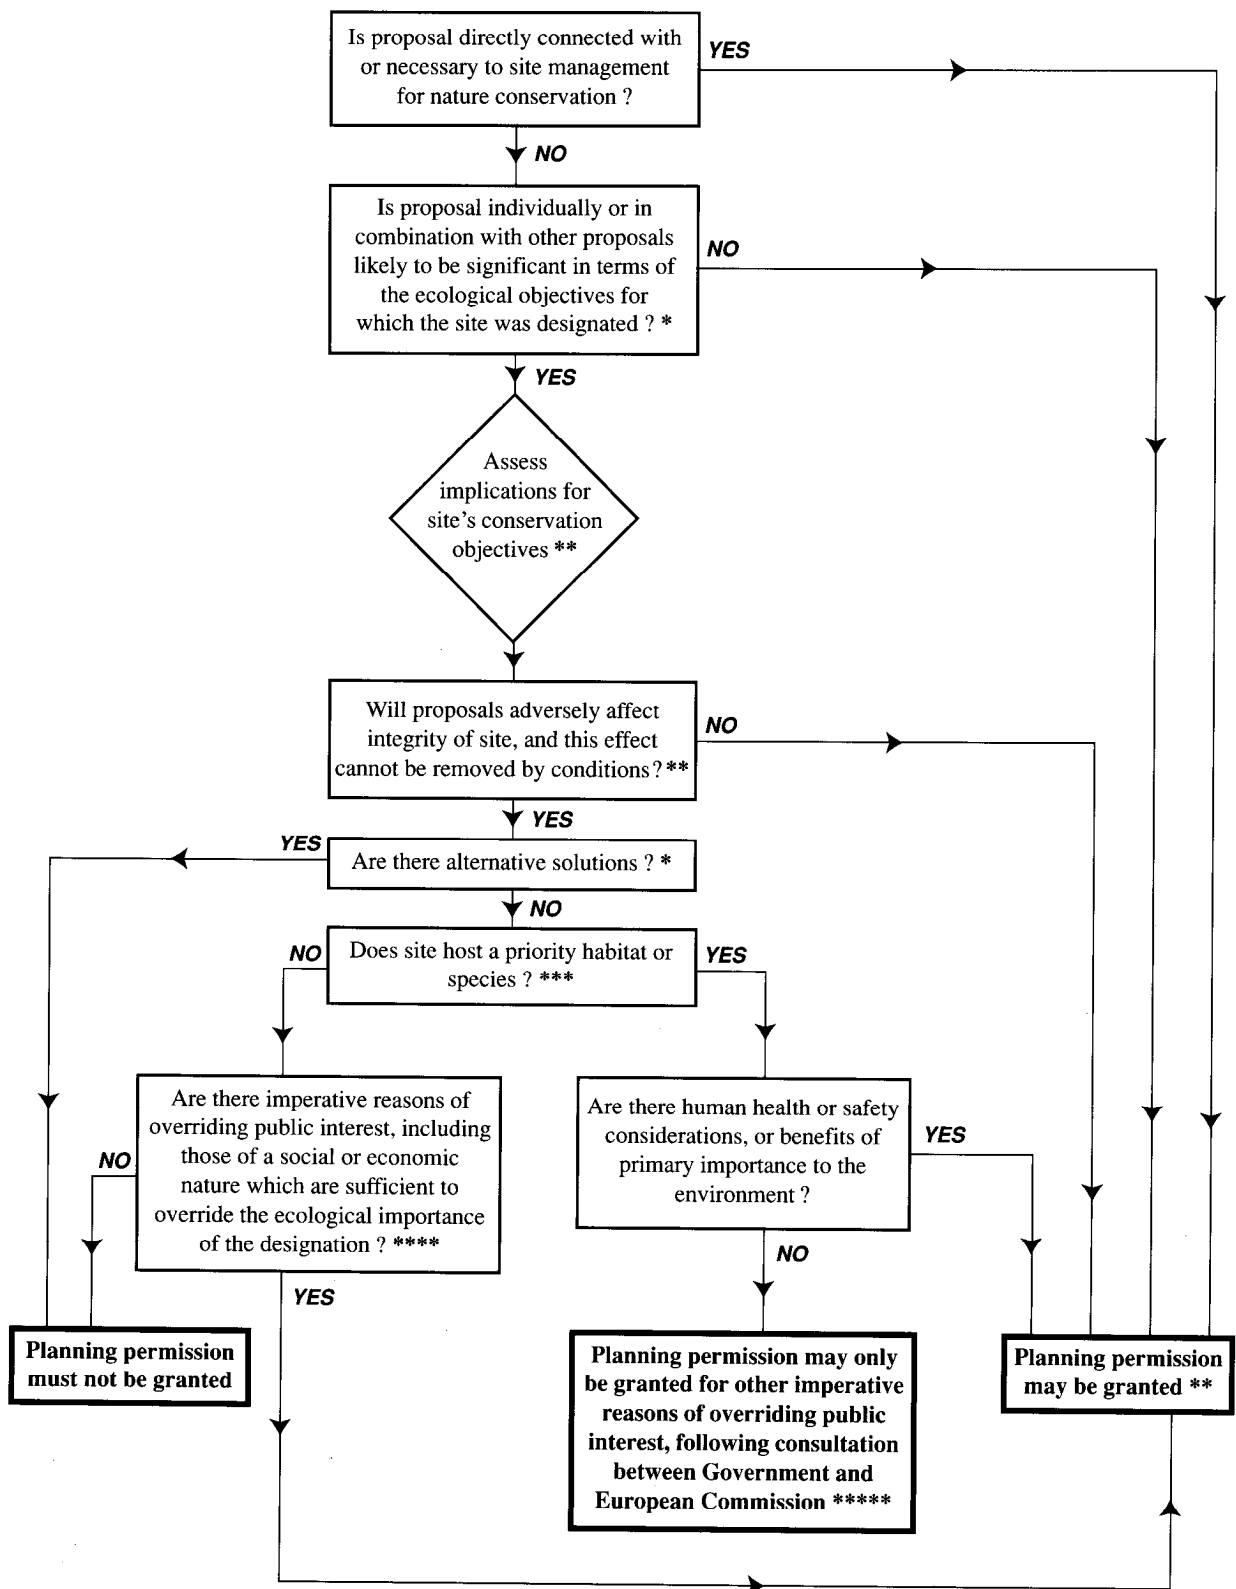 Is proposal directly connected with
or necessary to site management
for nature conservation ?
YES
NO
Is proposal individually or in
combination with other proposals
likely to be significant in terms of
the ecological objectives for
which the site was designated ? *
NO
YES
Assess
implications for
site's conservation
objectives **
Will proposals adversely affect
integrity of site, and this effect
cannot be removed by conditions? **
NO
YES
YES
Are there alternative solutions ? *
NO
NO
Does site host a priority habitat or
species ? ***
YES
Are there imperative reasons of
overriding public interest, including
those of a social or economic
nature which are sufficient to
override the ecological importance
of the designation ? ****
NO
YES
Are there human health or safety
considerations, or benefits of
primary importance to the
environment ?
YES
NO
Planning permission
must not be granted
Planning permission may only
be granted for other imperative
reasons of overriding public
interest, following consultation
between Government and
European Commission *****
Planning permission
may be granted **